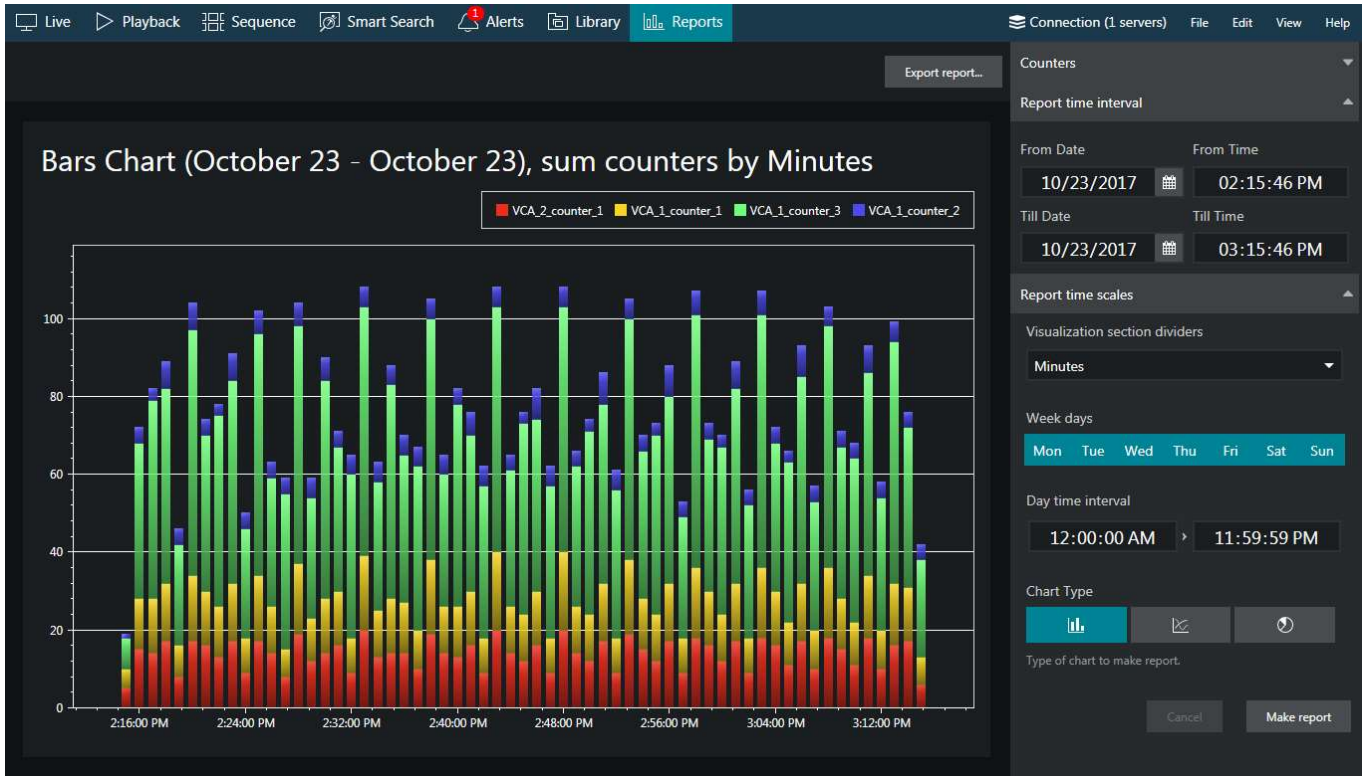 Live Playback Sequence Smart Search 1 Alerts Library Reports Connection (1 servers) File Edit View Help
Export report...
Bars Chart (October 23 - October 23), sum counters by Minutes
VCA_2_counter_1 VCA_1_counter_1 VCA_1_counter_3 VCA_1_counter_2
100
80
60
40
20
0
2:16:00 PM 2:24:00 PM 2:32:00 PM 2:40:00 PM 2:48:00 PM 2:56:00 PM 3:04:00 PM 3:12:00 PM
Counters
Report time interval
From Date From Time
10/23/2017 02:15:46 PM
Till Date Till Time
10/23/2017 03:15:46 PM
Report time scales
Visualization section dividers
Minutes
Week days
Mon Tue Wed Thu Fri Sat Sun
Day time interval
12:00:00 AM › 11:59:59 PM
Chart Type
Type of chart to make report.
Cancel Make report